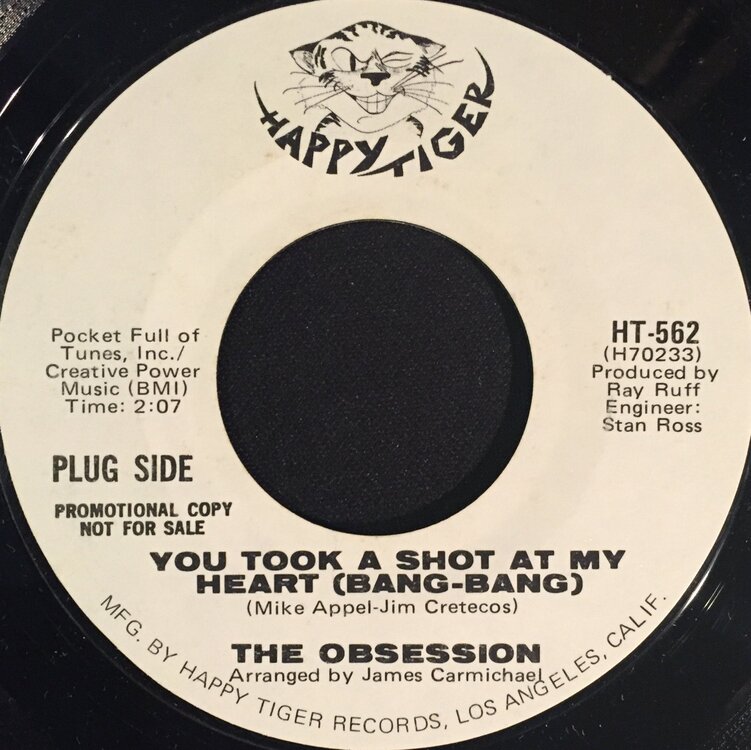 HAPPY TIGER
Pocket Full of
Tunes, Inc./
Creative Power
Music (BMI)
Time: 2:07
HT-562
(H70233)
Produced by
Ray Ruff
Engineer:
Stan Ross
PLUG SIDE
PROMOTIONAL COPY
NOT FOR SALE
YOU TOOK A SHOT AT MY
HEART (BANG-BANG)
(Mike Appel-Jim Cretecos)
THE OBSESSION
Arranged by James Carmichael
MFG. BY HAPPY TIGER RECORDS, LOS ANGELES, CALIF.